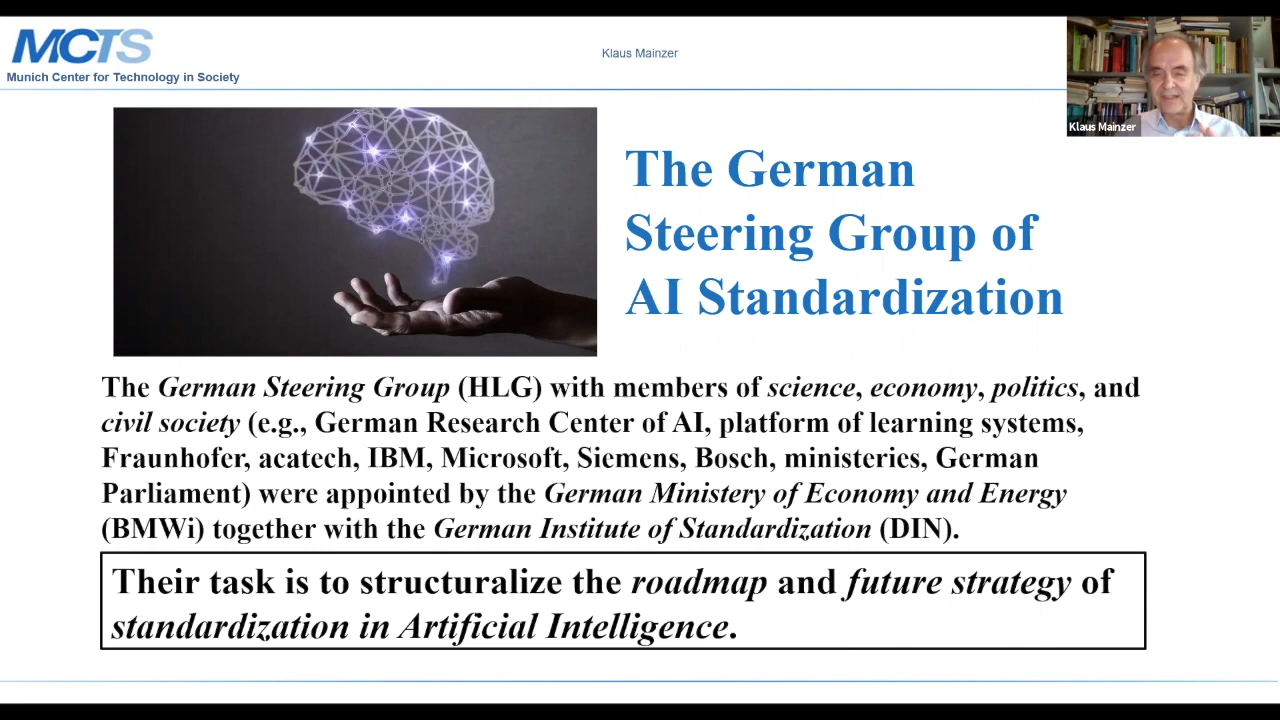 MCTS
Munich Center for Technology in Society
Klaus Mainzer
Klaus Mainzer
The German
Steering Group of
AI Standardization
The German Steering Group (HLG) with members of science, economy, politics, and
civil society (e.g., German Research Center of AI, platform of learning systems,
Fraunhofer, acatech, IBM, Microsoft, Siemens, Bosch, ministeries, German
Parliament) were appointed by the German Ministery of Economy and Energy
(BMWi) together with the German Institute of Standardization (DIN).
Their task is to structuralize the roadmap and future strategy of
standardization in Artificial Intelligence.